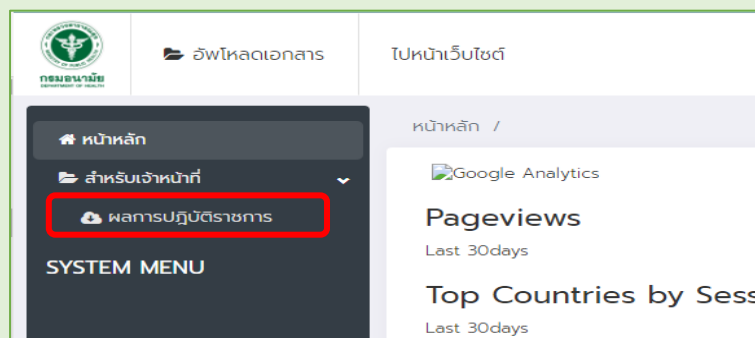 กรมอนามัย
DEPARTMENT OF HEALTH
อัพโหลดเอกสาร
ไปหน้าเว็บไซต์
หน้าหลัก
สำหรับเจ้าหน้าที่
ผลการปฏิบัติราชการ
SYSTEM MENU
หน้าหลัก /
Google Analytics
Pageviews
Last 30days
Top Countries by Sess
Last 30days